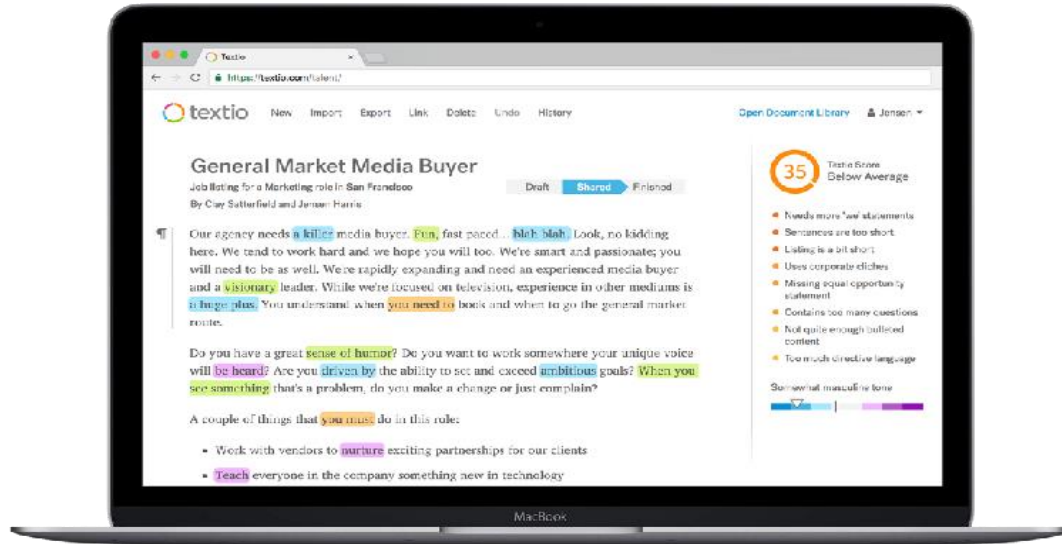 Textio
https://textio.com/talent/
textio New Import Export Link Delete Undo History
Open Document Library Jensen
General Market Media Buyer
Job listing for a Marketing role in San Francisco
Draft Shared Finished
By Clay Satterfield and Jensen Harris
¶ Our agency needs a killer media buyer. Fun, fast paced... blah blah. Look, no kidding
here. We tend to work hard and we hope you will too. We're smart and passionate; you
will need to be as well. We're rapidly expanding and need an experienced media buyer
and a visionary leader. While we're focused on television, experience in other mediums is
a huge plus. You understand when you need to book and when to go the general market
route.
Do you have a great sense of humor? Do you want to work somewhere your unique voice
will be heard? Are you driven by the ability to set and exceed ambitious goals? When you
see something that's a problem, do you make a change or just complain?
A couple of things that you must do in this role:
• Work with vendors to nurture exciting partnerships for our clients
• Teach everyone in the company something new in technology
35
Textio Score
Below Average
Needs more "we" statements
Sentences are too short
Listing is a bit short
Uses corporate cliches
Missing equal opportunity
statement
Contains too many questions
Not quite enough bulleted
content
Too much directive language
Somewhat masculine tone
MacBook